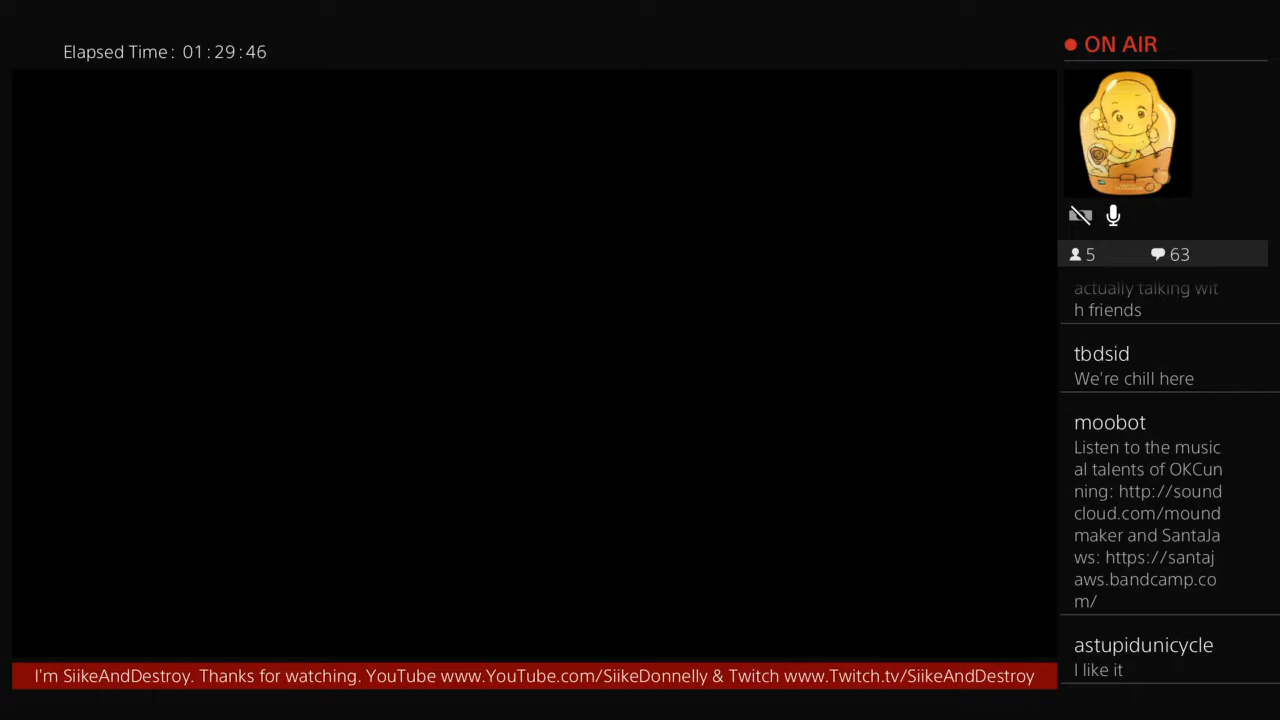 Elapsed Time: 01:29:46
ON AIR
5
63
actually talking wit
h friends
tbdsid
We're chill here
moobot
Listen to the music
al talents of OKCun
ning: http://sound
cloud.com/mound
maker and SantaJa
ws: https://santaj
aws.bandcamp.co
m/
astupidunicycle
I like it
I'm SiikeAndDestroy. Thanks for watching. YouTube www.YouTube.com/SiikeDonnelly & Twitch www.Twitch.tv/SiikeAndDestroy